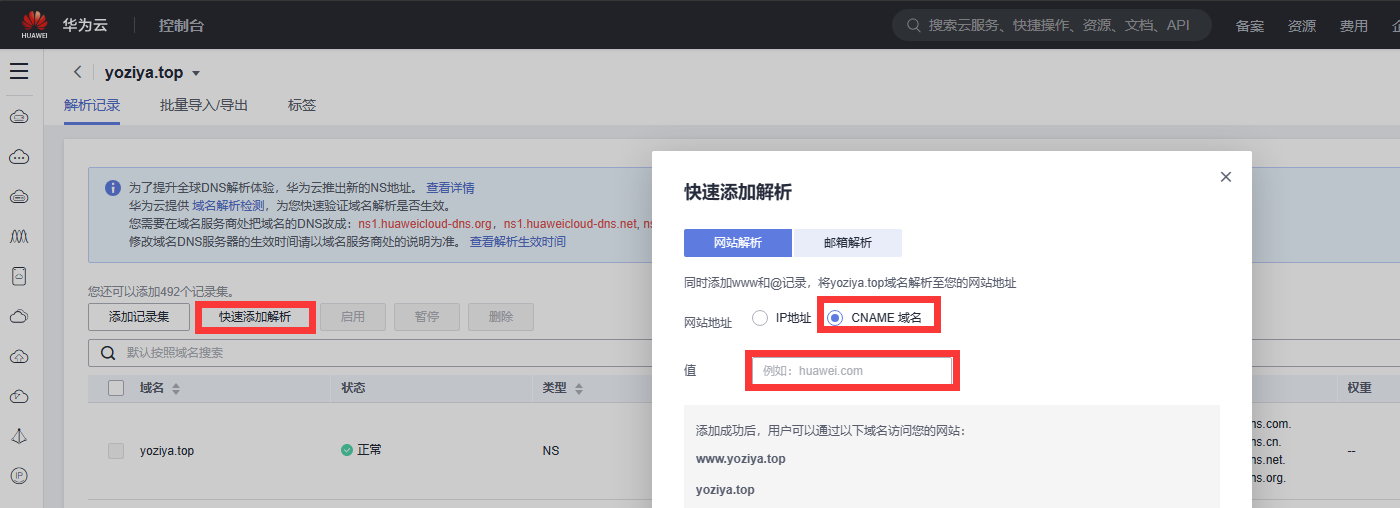 HUAWEI 华为云 控制台 搜索云服务、快捷操作、资源、文档、API 备案 资源 费用
yoziya.top
解析记录 批量导入/导出 标签
为了提升全球DNS解析体验，华为云推出新的NS地址。 查看详情
华为云提供 域名解析检测，为您快速验证域名解析是否生效。
您需要在域名服务商处把域名的DNS改成：ns1.huaweicloud-dns.org，ns1.huaweicloud-dns.net, ns
修改域名DNS服务器的生效时间请以域名服务商处的说明为准。 查看解析生效时间
您还可以添加492个记录集。
添加记录集 快速添加解析 启用 暂停 删除
默认按照域名搜索
域名 状态 类型 权重
yoziya.top 正常 NS --
ns.com.
ns.cn.
ns.net.
ns.org.
快速添加解析
网站解析 邮箱解析
同时添加www和@记录，将yoziya.top域名解析至您的网站地址
网站地址 IP地址 CNAME 域名
值 例如：huawei.com
添加成功后，用户可以通过以下域名访问您的网站：
www.yoziya.top
yoziya.top
IP